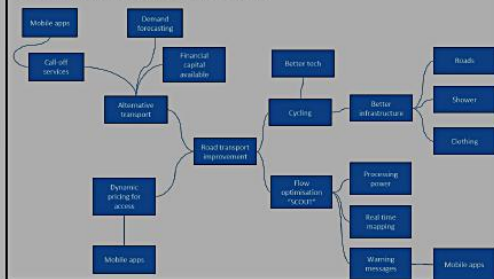 Mobile apps
Demand
forecasting
Call-off
services
Financial
capital
available
Alternative
transport
Better tech
Roads
Cycling
Better
infrastructure
Shower
Clothing
Road transport
improvement
Dynamic
pricing for
access
Flow
optimisation
Processing
power
Real time
mapping
Mobile apps
Warning
messages
Mobile apps